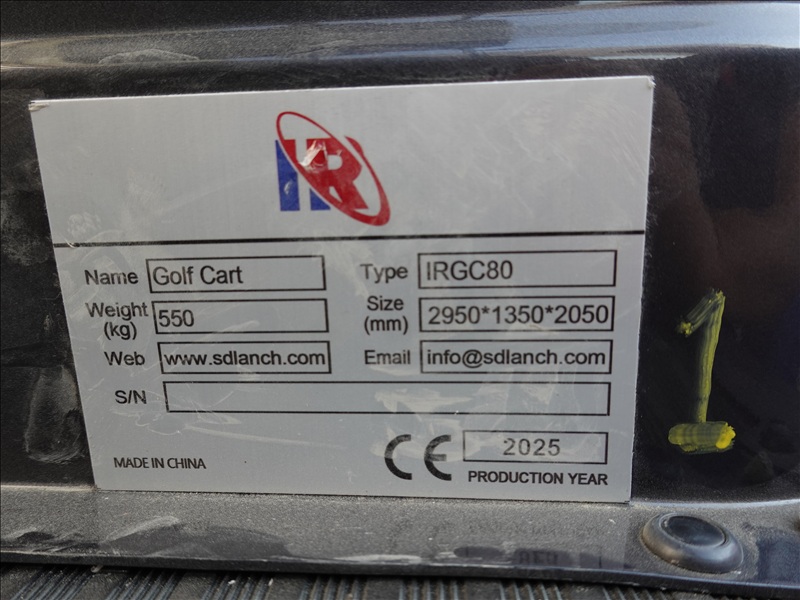 IR
Name Golf Cart Type IRGC80
Weight (kg) 550 Size (mm) 2950*1350*2050
Web www.sdlanch.com Email info@sdlanch.com
S/N
CE 2025
MADE IN CHINA PRODUCTION YEAR
1